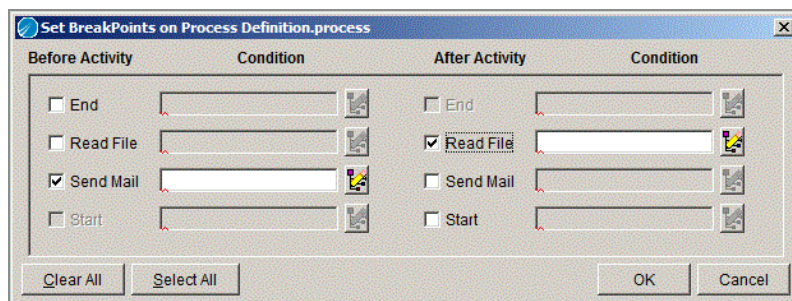 Set BreakPoints on Process Definition.process
Before Activity Condition After Activity Condition
End End
Read File Read File
Send Mail Send Mail
Start Start
Clear All Select All OK Cancel